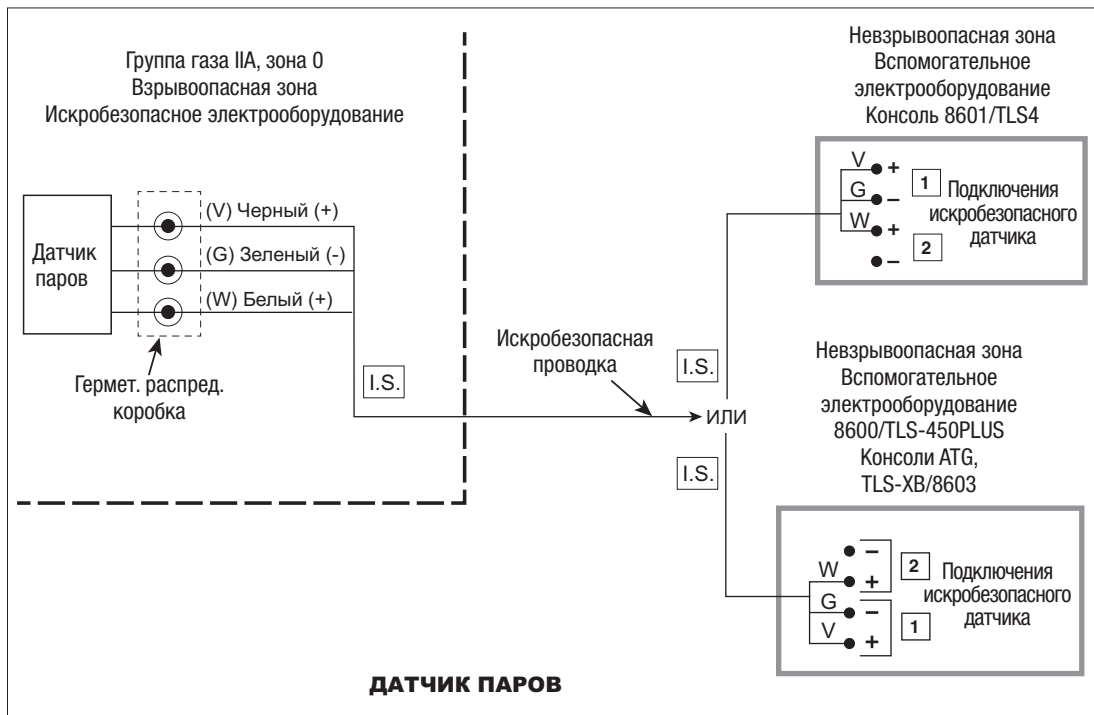 Группа газа IIA, зона 0
Взрывоопасная зона
Искробезопасное электрооборудование
Датчик
паров
(V) Черный (+)
(G) Зеленый (-)
(W) Белый (+)
Гермет. распред.
коробка
I.S.
Искробезопасная
проводка
I.S.
ИЛИ
I.S.
Невзрывоопасная зона
Вспомогательное
электрооборудование
Консоль 8601/TLS4
V +
G –
W +
–
1
2
Подключения
искробезопасного
датчика
Невзрывоопасная зона
Вспомогательное
электрооборудование
8600/TLS-450PLUS
Консоли ATG,
TLS-XB/8603
–
W +
G –
V +
2
1
Подключения
искробезопасного
датчика
ДАТЧИК ПАРОВ